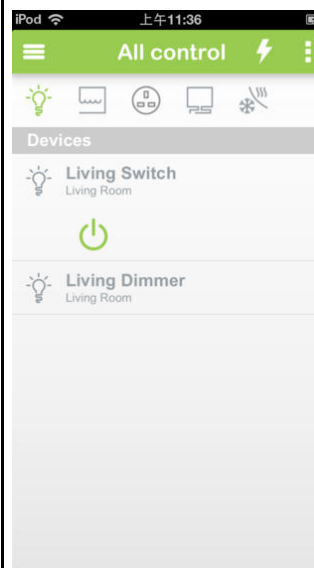 iPod 上午11:36
All control
Devices
Living Switch
Living Room
Living Dimmer
Living Room